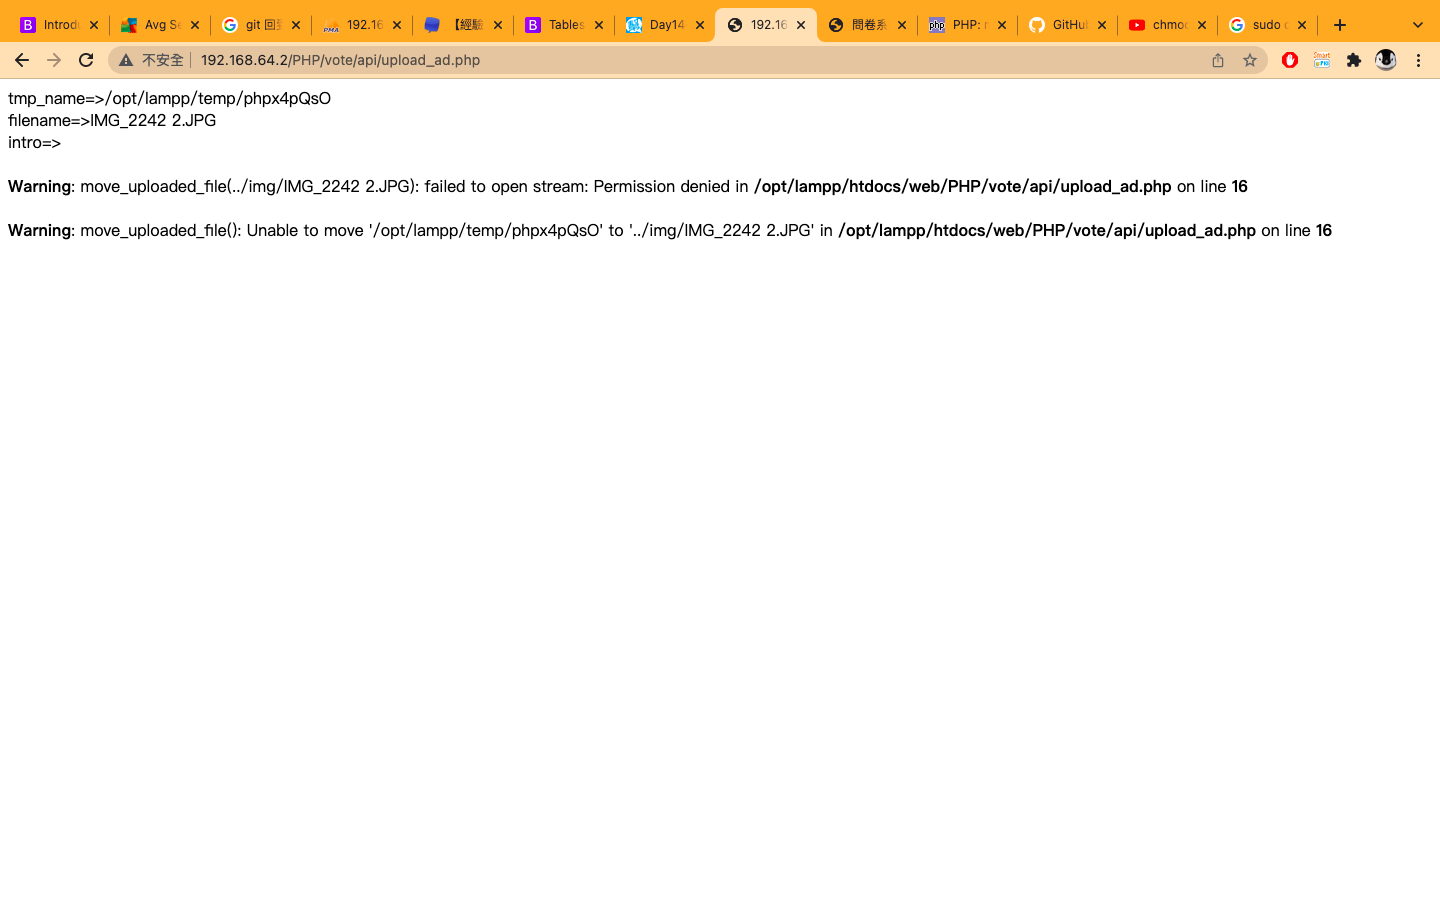 Introdu
Avg Se
git 回到
192.16
【經驗
Tables
Day14
192.16
問卷系
PHP:
GitHub
chmod
sudo c
不安全
192.168.64.2/PHP/vote/api/upload_ad.php
tmp_name=>/opt/lampp/temp/phpx4pQsO
filename=>IMG_2242 2.JPG
intro=>
Warning: move_uploaded_file(../img/IMG_2242 2.JPG): failed to open stream: Permission denied in /opt/lampp/htdocs/web/PHP/vote/api/upload_ad.php on line 16
Warning: move_uploaded_file(): Unable to move '/opt/lampp/temp/phpx4pQsO' to '../img/IMG_2242 2.JPG' in /opt/lampp/htdocs/web/PHP/vote/api/upload_ad.php on line 16